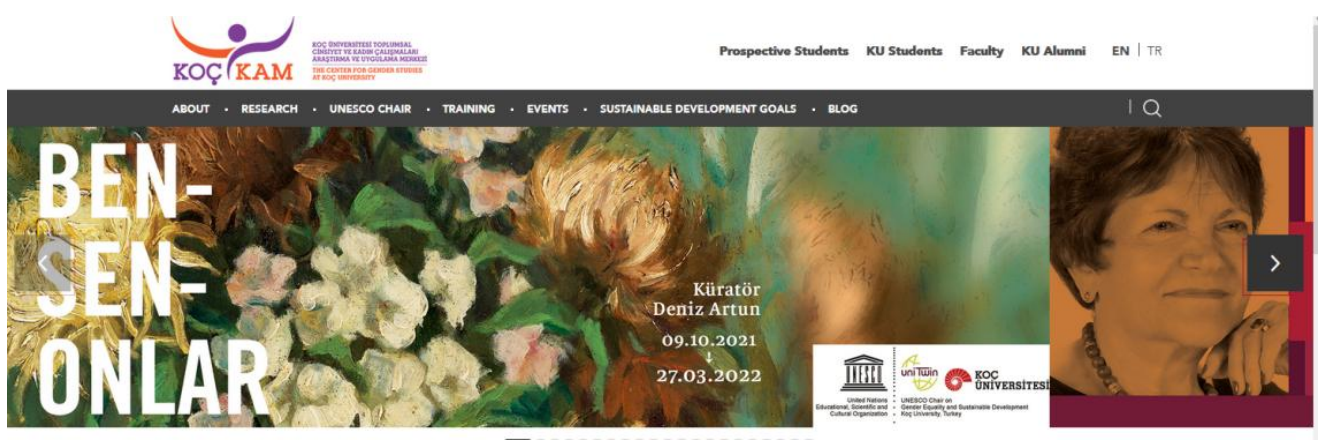 KOÇ KAM
KOÇ ÜNİVERSİTESİ TOPLUMSAL
CİNSİYET VE KADIN ÇALIŞMALARI
ARAŞTIRMA VE UYGULAMA MERKEZİ
THE CENTER FOR GENDER STUDIES
AT KOÇ UNIVERSITY
Prospective Students KU Students Faculty KU Alumni EN | TR
ABOUT • RESEARCH • UNESCO CHAIR • TRAINING • EVENTS • SUSTAINABLE DEVELOPMENT GOALS • BLOG
BEN-
SEN-
ONLAR
Küratör
Deniz Artun
09.10.2021
↓
27.03.2022
UNESCO
uniTwin
KOÇ
ÜNİVERSİTESİ
United Nations
Educational, Scientific and
Cultural Organization
UNESCO Chair on
Gender Equality and Sustainable Development
Koç University, Turkey